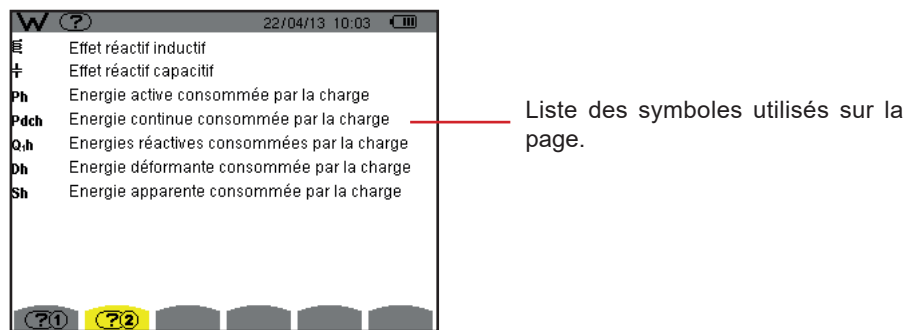 W ? 22/04/13 10:03
Effet réactif inductif
Effet réactif capacitif
Ph Energie active consommée par la charge
Pdch Energie continue consommée par la charge
Q₁h Energies réactives consommées par la charge
Dh Energie déformante consommée par la charge
Sh Energie apparente consommée par la charge
?1 ?2
Liste des symboles utilisés sur la
page.